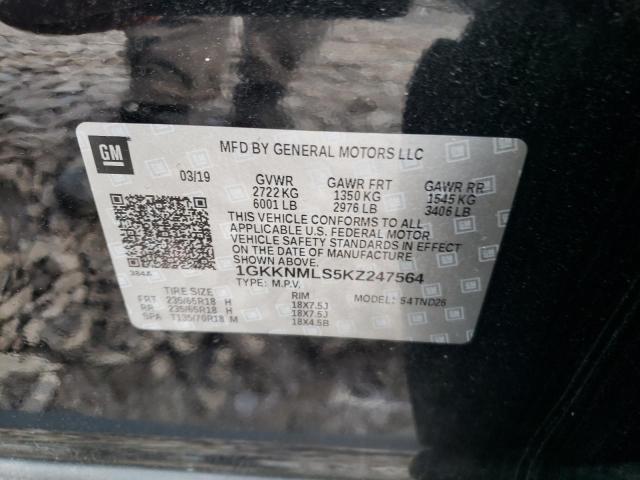 GM
MFD BY GENERAL MOTORS LLC
03/19
GVWR GAWR FRT GAWR RR
2722 KG 1350 KG 1545 KG
6001 LB 2976 LB 3406 LB
THIS VEHICLE CONFORMS TO ALL
APPLICABLE U.S. FEDERAL MOTOR
VEHICLE SAFETY STANDARDS IN EFFECT
ON THE DATE OF MANUFACTURE
SHOWN ABOVE.
1GKKNMLS5KZ247564
TYPE: M.P.V. MODEL:
TIRE SIZE RIM
FRT 235/65R18 H 18X7.5J
RR 235/65R18 H 18X7.5J
SPA T135/70R18 M 18X4.5B